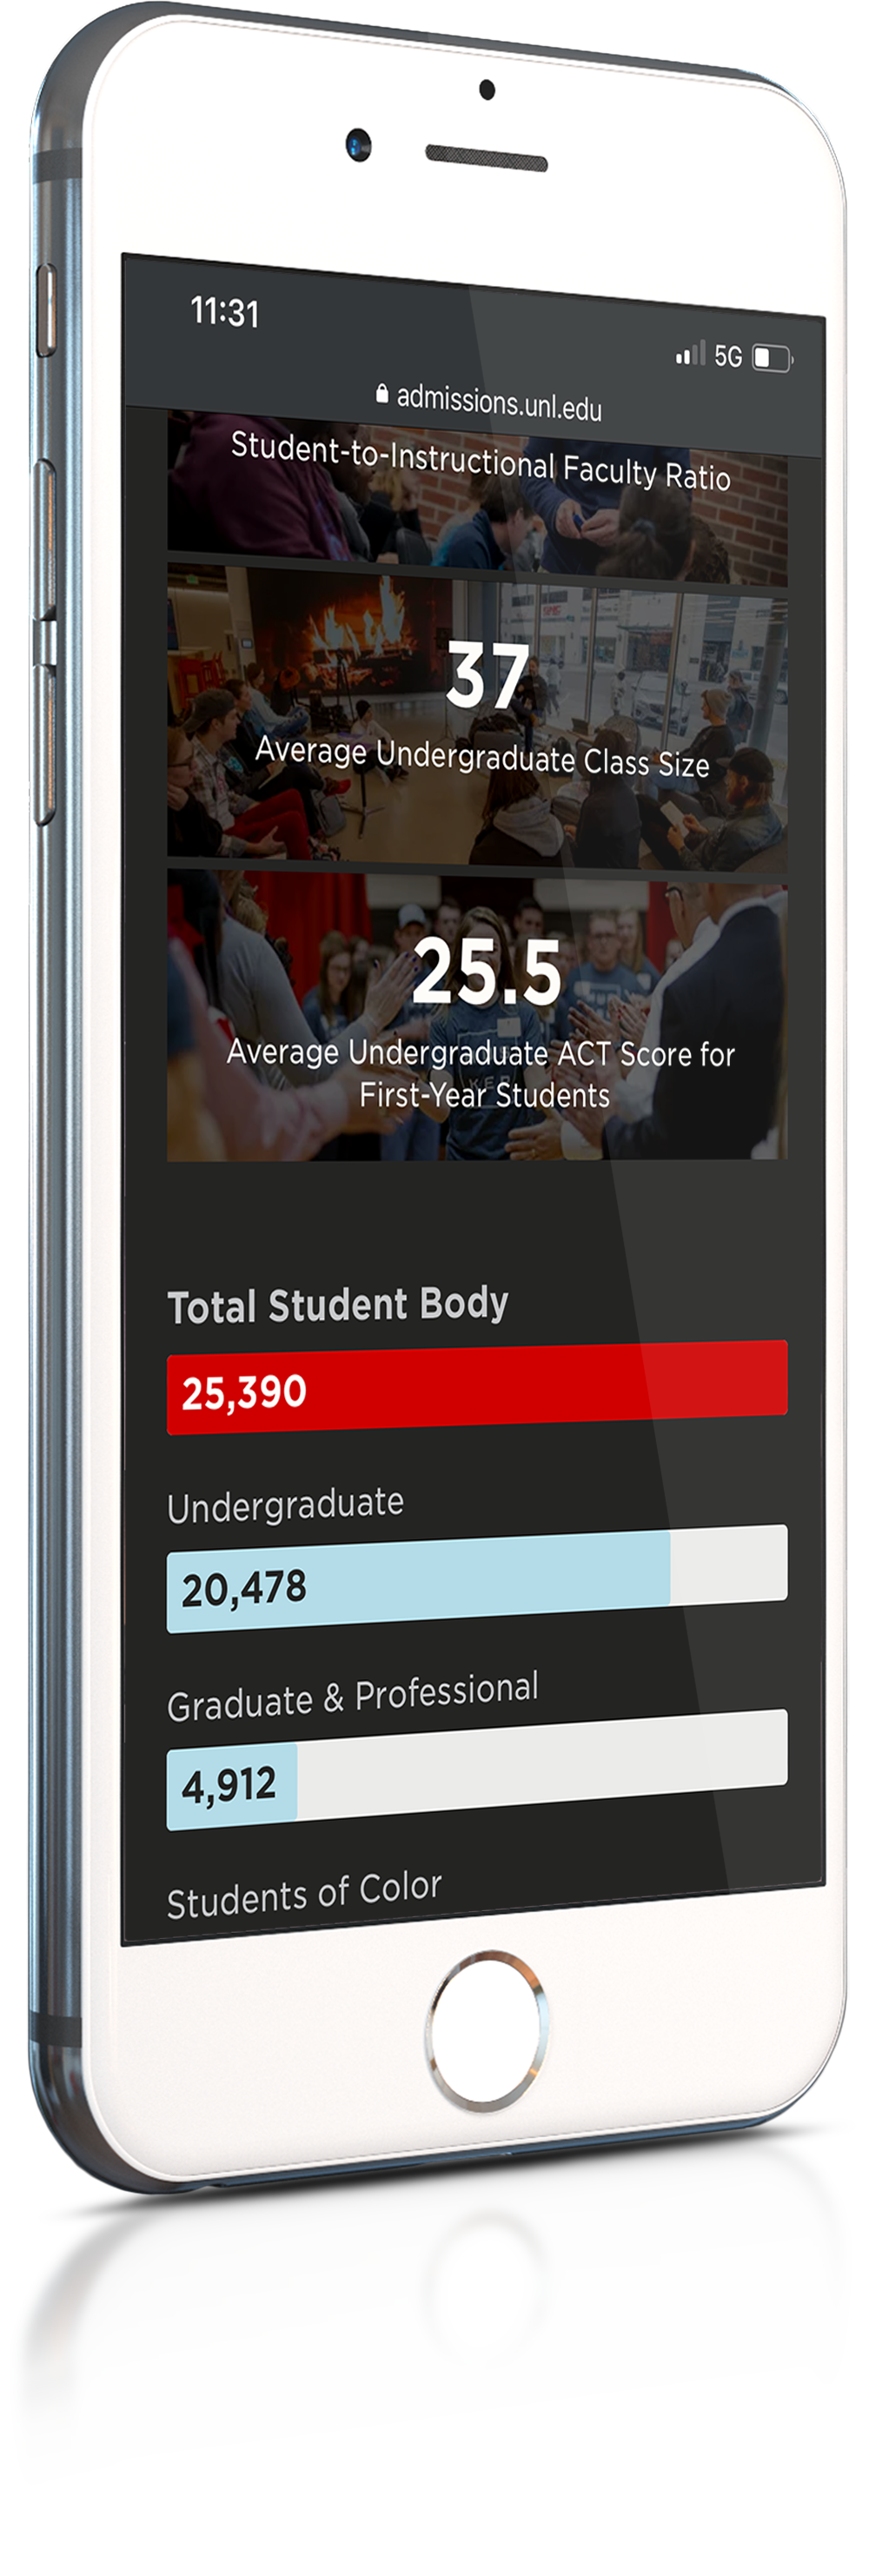 11:31
5G
admissions.unl.edu
Student-to-Instructional Faculty Ratio
37
Average Undergraduate Class Size
25.5
Average Undergraduate ACT Score for
First-Year Students
Total Student Body
25,390
Undergraduate
20,478
Graduate & Professional
4,912
Students of Color